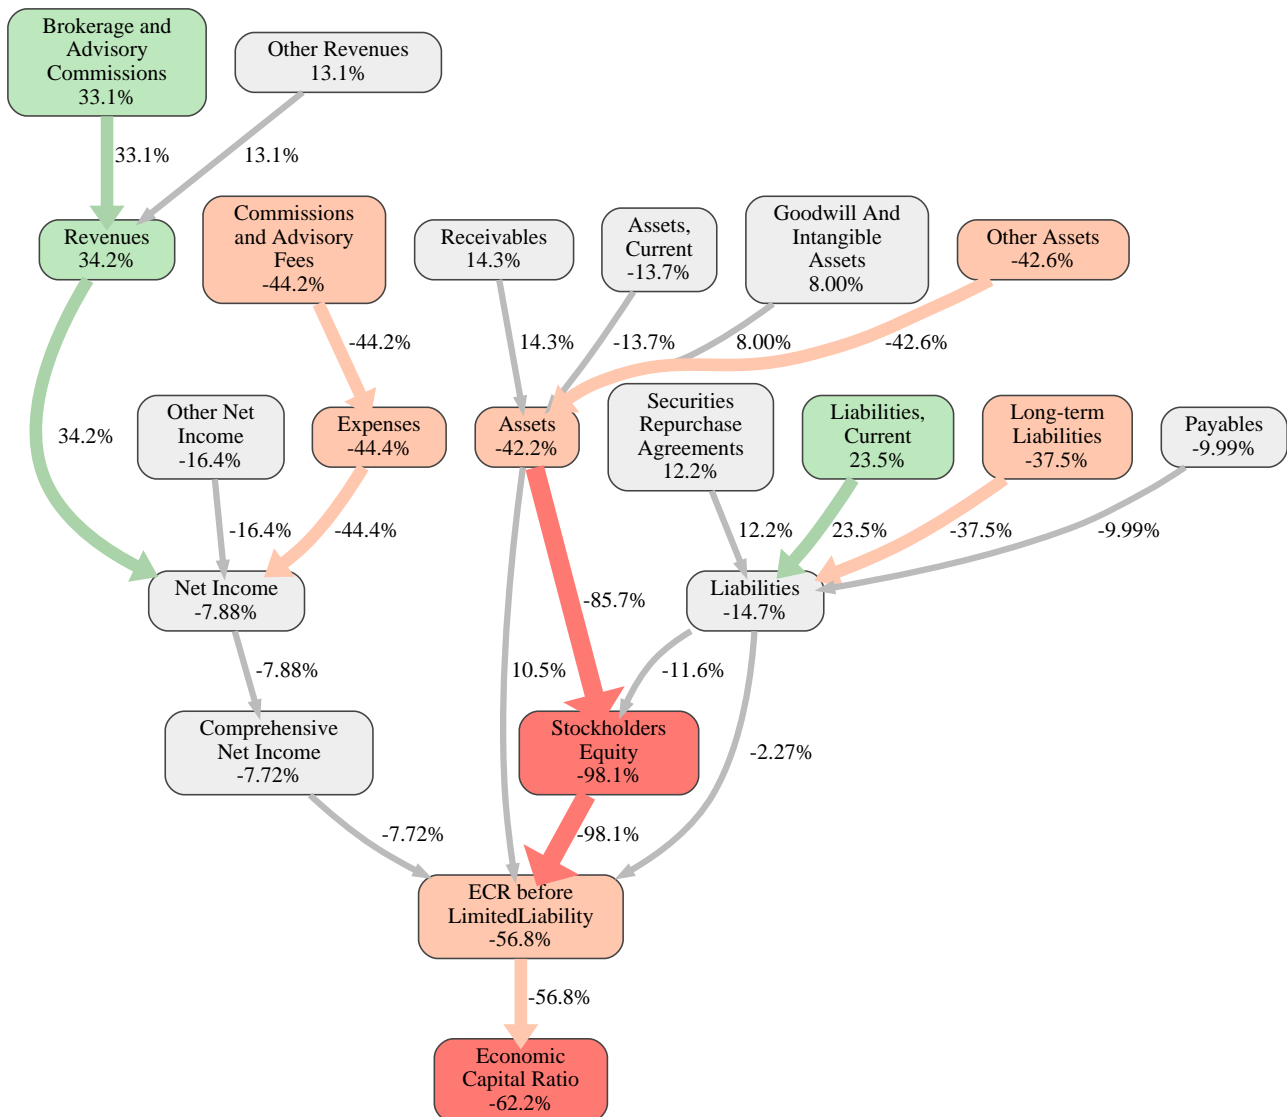 Brokerage and
Advisory
Commissions
33.1%
Other Revenues
13.1%
33.1%
13.1%
Revenues
34.2%
Commissions
and Advisory
Fees
-44.2%
Receivables
14.3%
Assets,
Current
-13.7%
Goodwill And
Intangible
Assets
8.00%
Other Assets
-42.6%
-44.2%
14.3%
-13.7%
8.00%
-42.6%
34.2%
Other Net
Income
-16.4%
Expenses
-44.4%
Assets
-42.2%
Securities
Repurchase
Agreements
12.2%
Liabilities,
Current
23.5%
Long-term
Liabilities
-37.5%
Payables
-9.99%
-16.4%
-44.4%
12.2%
23.5%
-37.5%
-9.99%
Net Income
-7.88%
-85.7%
Liabilities
-14.7%
-7.88%
10.5%
-11.6%
-2.27%
Comprehensive
Net Income
-7.72%
Stockholders
Equity
-98.1%
-7.72%
-98.1%
ECR before
LimitedLiability
-56.8%
-56.8%
Economic
Capital Ratio
-62.2%